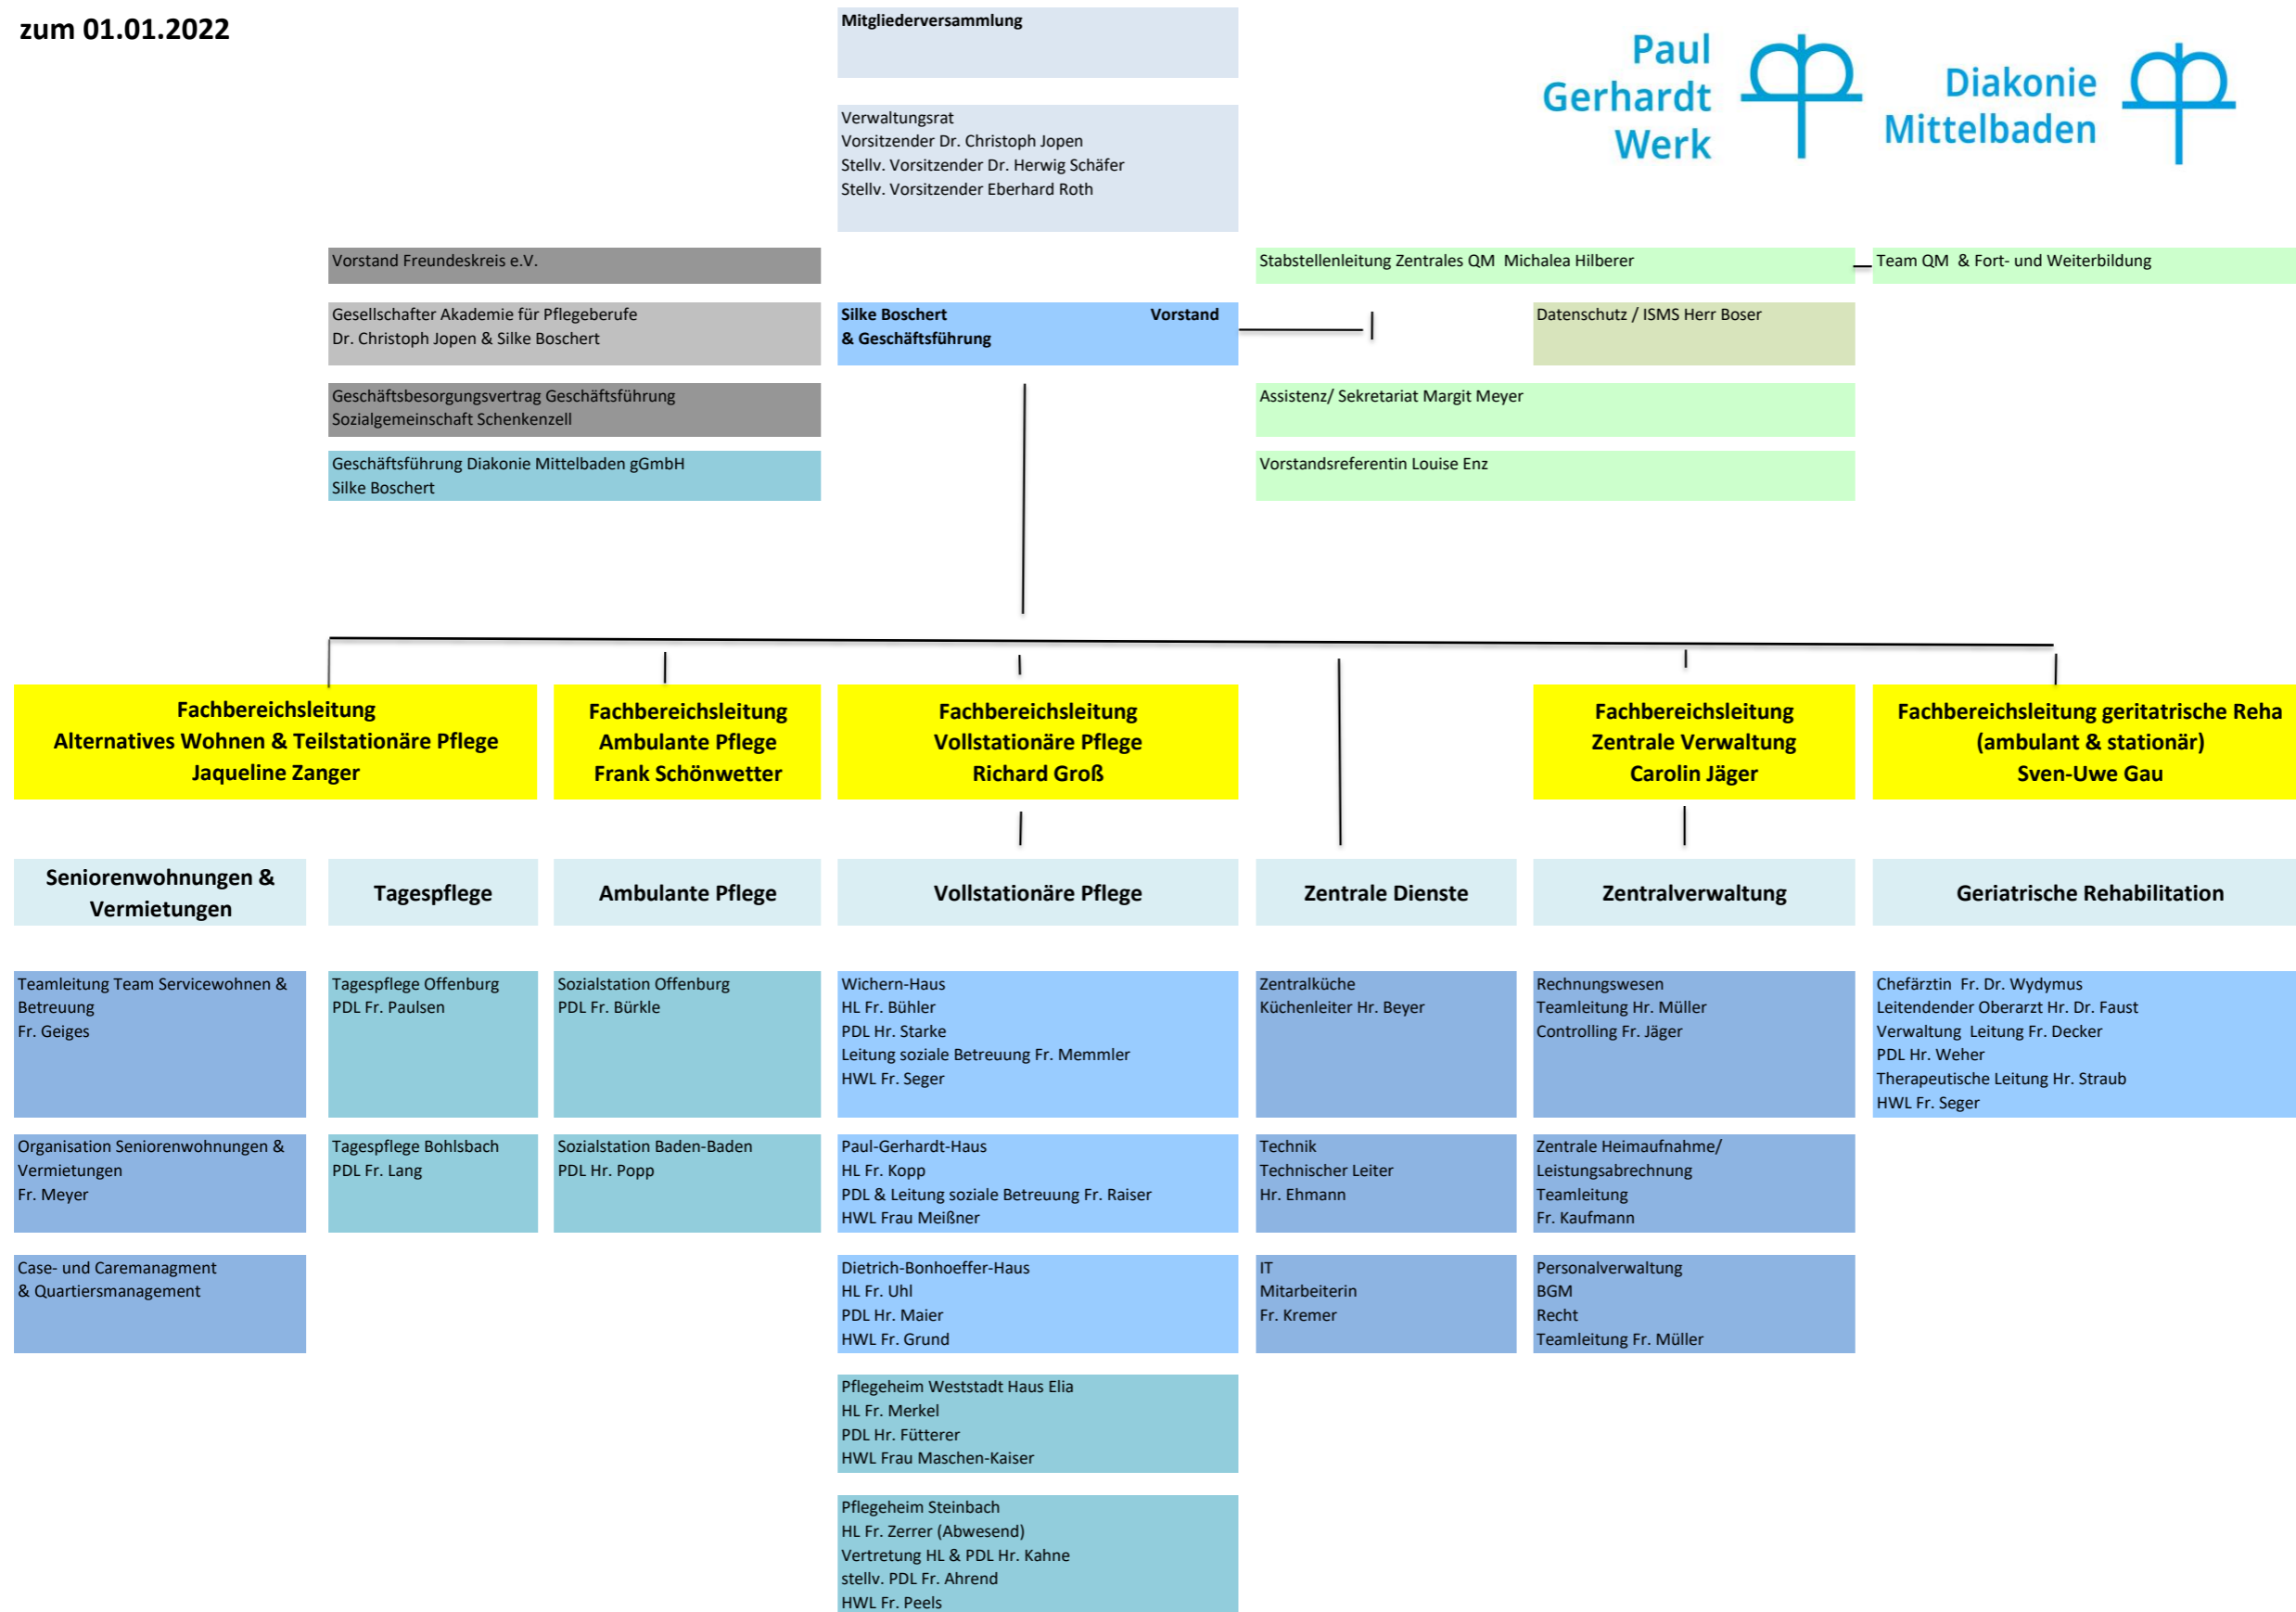 zum 01.01.2022
Mitgliederversammlung
Paul
Gerhardt
Werk
Diakonie
Mittelbaden
Verwaltungsrat
Vorsitzender Dr. Christoph Jopen
Stellv. Vorsitzender Dr. Herwig Schäfer
Stellv. Vorsitzender Eberhard Roth
Vorstand Freundeskreis e.V.
Stabstellenleitung Zentrales QM Michalea Hilberer
Team QM & Fort- und Weiterbildung
Gesellschafter Akademie für Pflegeberufe
Dr. Christoph Jopen & Silke Boschert
Silke Boschert Vorstand
& Geschäftsführung
Datenschutz / ISMS Herr Boser
Geschäftsbesorgungsvertrag Geschäftsführung
Sozialgemeinschaft Schenkenzell
Assistenz/ Sekretariat Margit Meyer
Geschäftsführung Diakonie Mittelbaden gGmbH
Silke Boschert
Vorstandsreferentin Louise Enz
Fachbereichsleitung
Alternatives Wohnen & Teilstationäre Pflege
Jaqueline Zanger
Fachbereichsleitung
Ambulante Pflege
Frank Schönwetter
Fachbereichsleitung
Vollstationäre Pflege
Richard Groß
Fachbereichsleitung
Zentrale Verwaltung
Carolin Jäger
Fachbereichsleitung geritatrische Reha
(ambulant & stationär)
Sven-Uwe Gau
Seniorenwohnungen &
Vermietungen
Tagespflege
Ambulante Pflege
Vollstationäre Pflege
Zentrale Dienste
Zentralverwaltung
Geriatrische Rehabilitation
Teamleitung Team Servicewohnen &
Betreuung
Fr. Geiges
Tagespflege Offenburg
PDL Fr. Paulsen
Sozialstation Offenburg
PDL Fr. Bürkle
Wichern-Haus
HL Fr. Bühler
PDL Hr. Starke
Leitung soziale Betreuung Fr. Memmler
HWL Fr. Seger
Zentralküche
Küchenleiter Hr. Beyer
Rechnungswesen
Teamleitung Hr. Müller
Controlling Fr. Jäger
Chefärztin Fr. Dr. Wydymus
Leitendender Oberarzt Hr. Dr. Faust
Verwaltung Leitung Fr. Decker
PDL Hr. Weher
Therapeutische Leitung Hr. Straub
HWL Fr. Seger
Organisation Seniorenwohnungen &
Vermietungen
Fr. Meyer
Tagespflege Bohlsbach
PDL Fr. Lang
Sozialstation Baden-Baden
PDL Hr. Popp
Paul-Gerhardt-Haus
HL Fr. Kopp
PDL & Leitung soziale Betreuung Fr. Raiser
HWL Frau Meißner
Technik
Technischer Leiter
Hr. Ehmann
Zentrale Heimaufnahme/
Leistungsabrechnung
Teamleitung
Fr. Kaufmann
Case- und Caremanagment
& Quartiersmanagement
Dietrich-Bonhoeffer-Haus
HL Fr. Uhl
PDL Hr. Maier
HWL Fr. Grund
IT
Mitarbeiterin
Fr. Kremer
Personalverwaltung
BGM
Recht
Teamleitung Fr. Müller
Pflegeheim Weststadt Haus Elia
HL Fr. Merkel
PDL Hr. Fütterer
HWL Frau Maschen-Kaiser
Pflegeheim Steinbach
HL Fr. Zerrer (Abwesend)
Vertretung HL & PDL Hr. Kahne
stellv. PDL Fr. Ahrend
HWL Fr. Peels